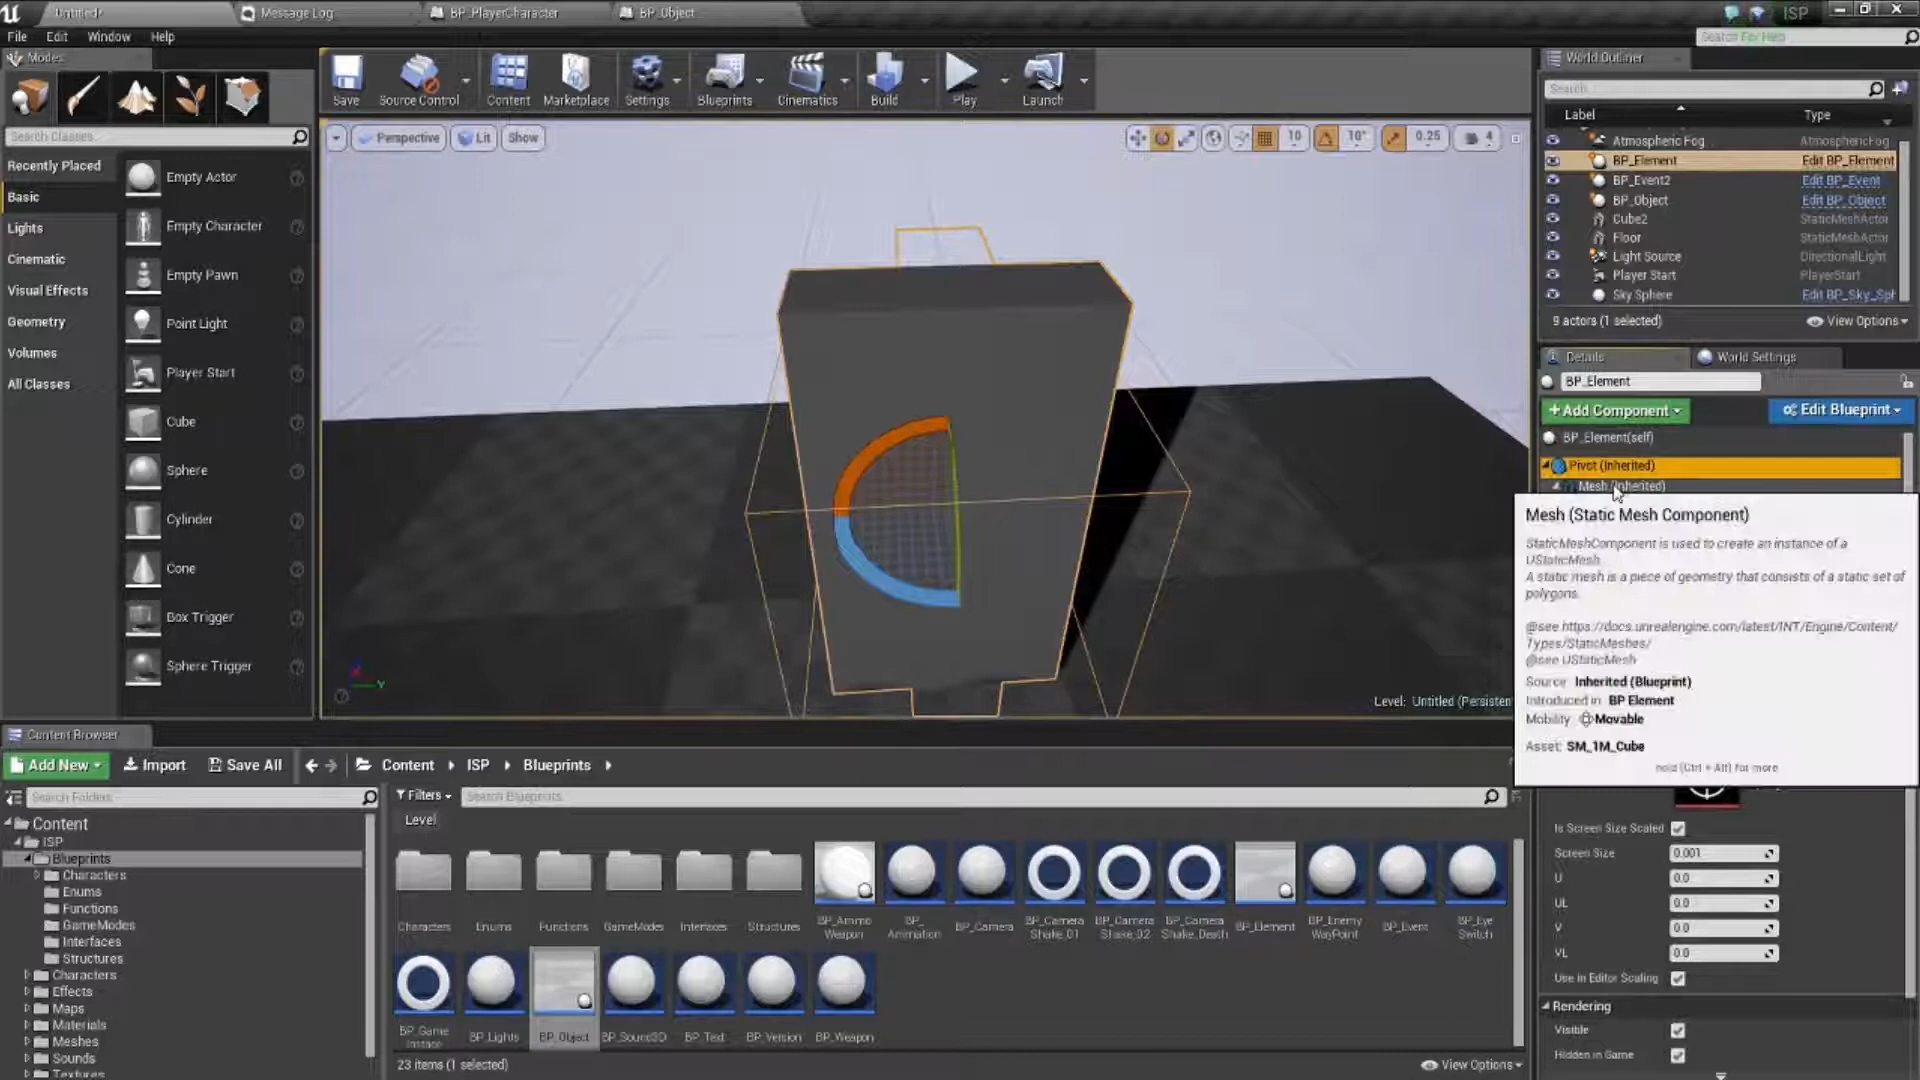 Untitled*
Message Log
BP_PlayerCharacter
BP_Object
ISP
File
Edit
Window
Help
Search For Help
Modes
Save
Source Control
Content
Marketplace
Settings
Blueprints
Cinematics
Build
Play
Launch
World Outliner
Search
Search Classes
Perspective
Lit
Show
10
10°
0.25
4
Label
Type
Atmospheric Fog
AtmosphericFog
BP_Element
Edit BP_Element
BP_Event2
Edit BP_Event
BP_Object
Edit BP_Object
Cube2
StaticMeshActor
Floor
StaticMeshActor
Light Source
DirectionalLight
Player Start
PlayerStart
Sky Sphere
Edit BP_Sky_Sph
9 actors (1 selected)
View Options
Recently Placed
Basic
Lights
Cinematic
Visual Effects
Geometry
Volumes
All Classes
Empty Actor
Empty Character
Empty Pawn
Point Light
Player Start
Cube
Sphere
Cylinder
Cone
Box Trigger
Sphere Trigger
Details
World Settings
BP_Element
+Add Component
Edit Blueprint
BP_Element(self)
Pivot (Inherited)
Mesh (Inherited)
Mesh (Static Mesh Component)
StaticMeshComponent is used to create an instance of a
UStaticMesh
A static mesh is a piece of geometry that consists of a static set of
polygons.
@see https://docs.unrealengine.com/latest/INT/Engine/Content/
Types/StaticMeshes/
@see UStaticMesh
Source: Inherited (Blueprint)
Introduced in: BP Element
Mobility Movable
Asset: SM_1M_Cube
hold (Ctrl + Alt) for more
Y
Level: Untitled (Persisten
Content Browser
Add New
Import
Save All
Content
ISP
Blueprints
Search Folders
Filters
Search Blueprints
Level
Content
ISP
Blueprints
Characters
Enums
Functions
GameModes
Interfaces
Structures
Characters
Effects
Maps
Materials
Meshes
Sounds
Textures
Characters
Enums
Functions
GameModes
Interfaces
Structures
BP_Ammo
Weapon
BP_
Animation
BP_Camera
BP_Camera
Shake_01
BP_Camera
Shake_02
BP_Camera
Shake_Death
BP_Element
BP_Enemy
WayPoint
BP_Event
BP_Eye
Switch
BP_Game
Instace
BP_Lights
BP_Object
BP_Sound3D
BP_Text
BP_Version
BP_Weapon
23 items (1 selected)
View Options
Is Screen Size Scaled
Screen Size
0.001
U
0.0
UL
0.0
V
0.0
VL
0.0
Use in Editor Scaling
Rendering
Visible
Hidden in Game